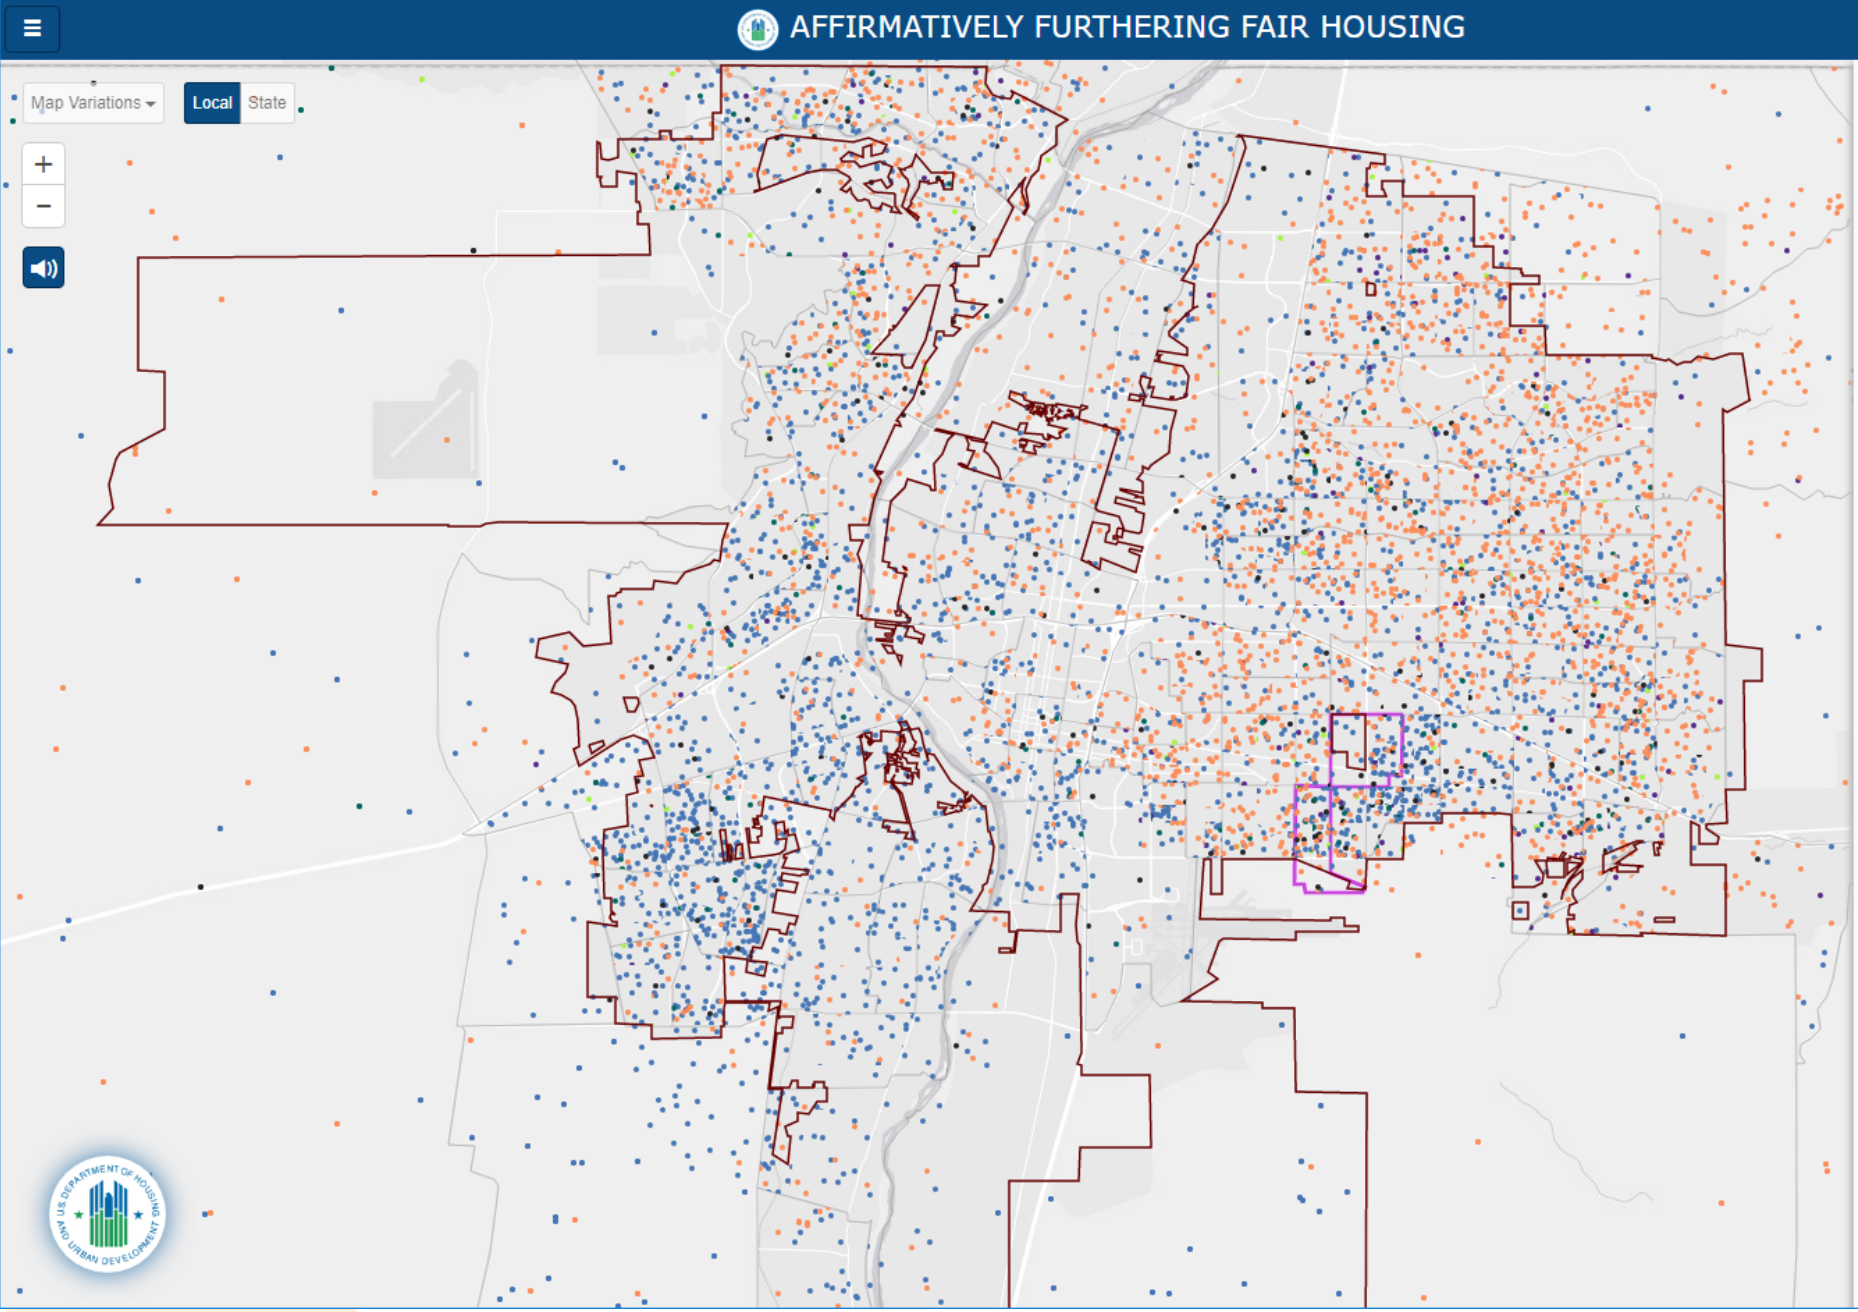 AFFIRMATIVELY FURTHERING FAIR HOUSING
Map Variations
Local
State
+
−
U.S. DEPARTMENT OF HOUSING
AND URBAN DEVELOPMENT